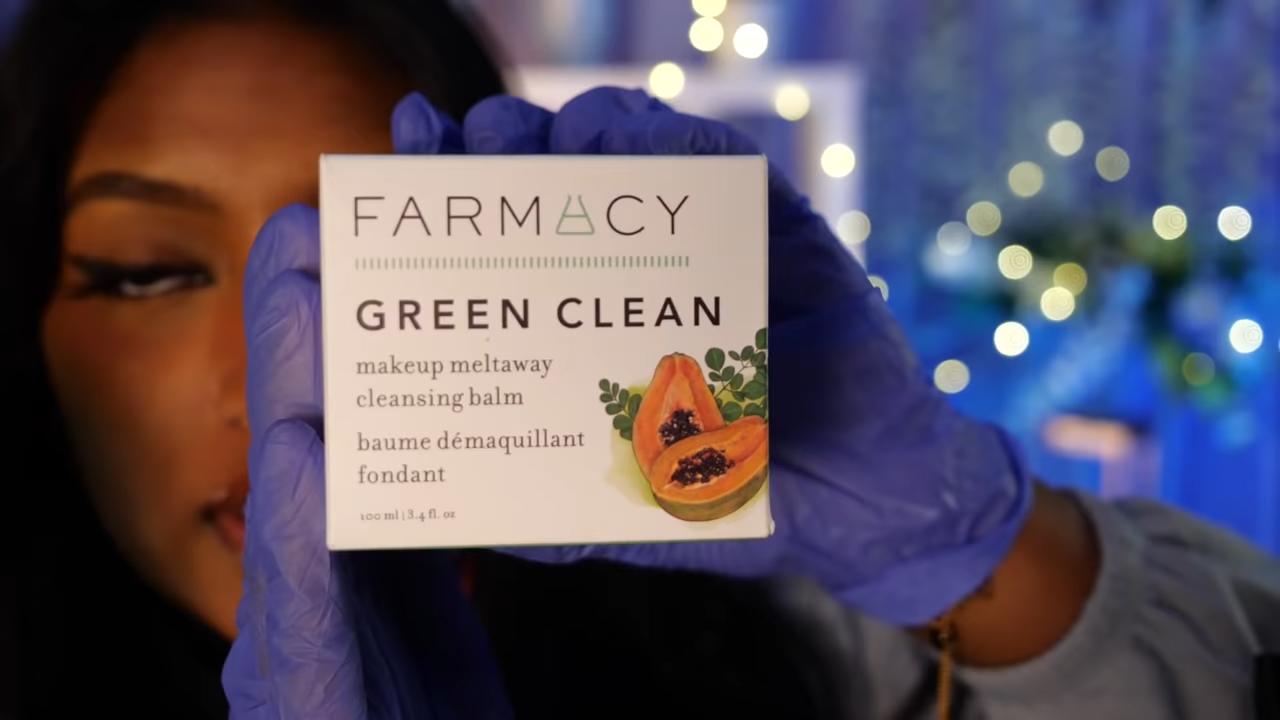 FARMACY
GREEN CLEAN
makeup meltaway
cleansing balm
baume démaquillant
fondant
100 ml | 3.4 fl. oz